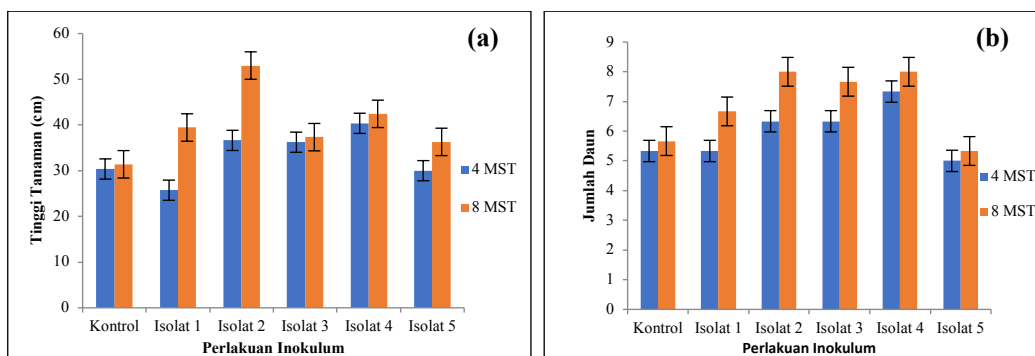 (a)
Tinggi Tanaman (cm)
60
50
40
30
20
10
0
Kontrol Isolat 1 Isolat 2 Isolat 3 Isolat 4 Isolat 5
Perlakuan Inokulum
4 MST
8 MST
(b)
Jumlah Daun
9
8
7
6
5
4
3
2
1
0
Kontrol Isolat 1 Isolat 2 Isolat 3 Isolat 4 Isolat 5
Perlakuan Inokulum
4 MST
8 MST